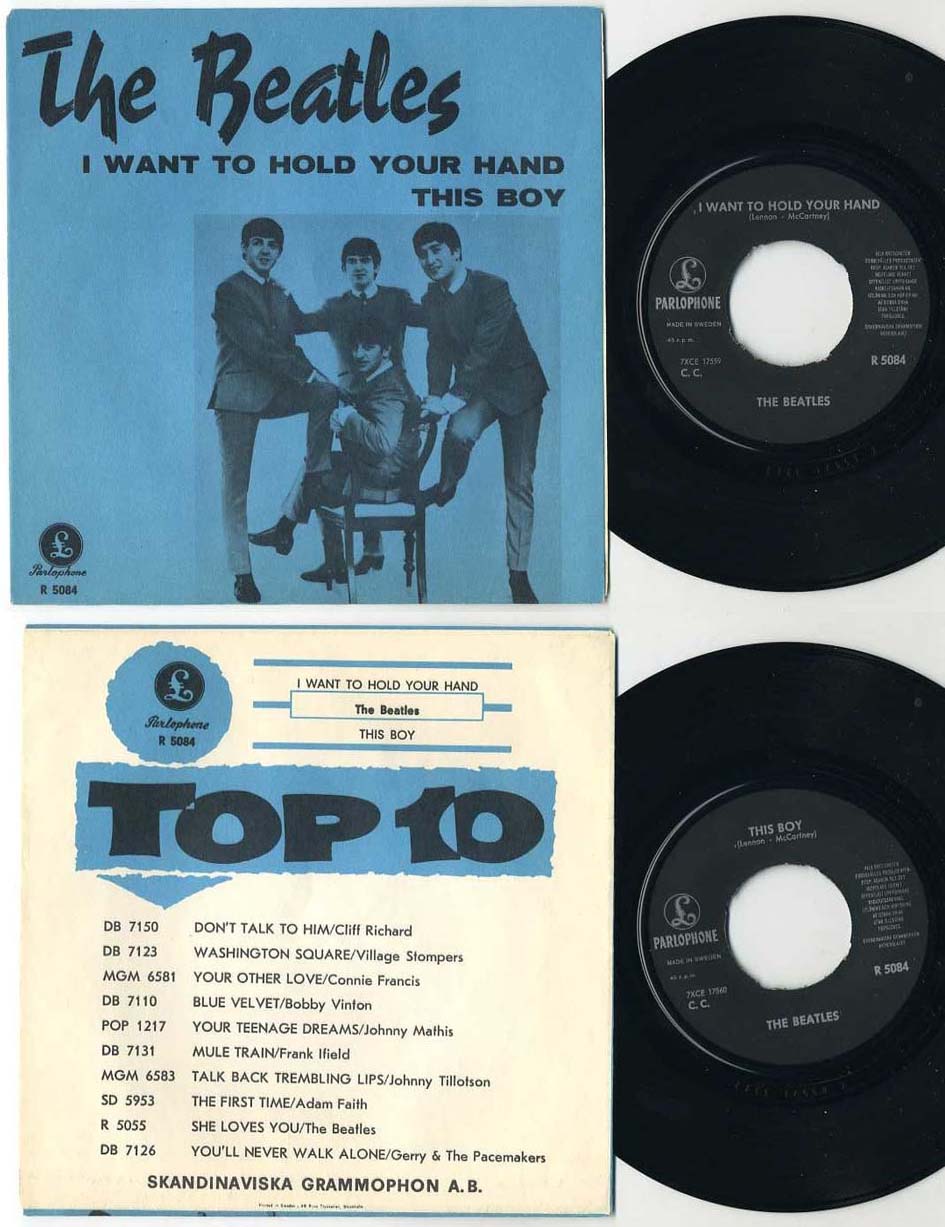 The Beatles
I WANT TO HOLD YOUR HAND
THIS BOY
£
Parlophone
R 5084
I WANT TO HOLD YOUR HAND
(Lennon - McCartney)
£
PARLOPHONE
MADE IN SWEDEN
45 r.p.m.
7XCE 17559
C. C.
R 5084
THE BEATLES
£
Parlophone
R 5084
I WANT TO HOLD YOUR HAND
The Beatles
THIS BOY
TOP 10
DB 7150 DON'T TALK TO HIM/Cliff Richard
DB 7123 WASHINGTON SQUARE/Village Stompers
MGM 6581 YOUR OTHER LOVE/Connie Francis
DB 7110 BLUE VELVET/Bobby Vinton
POP 1217 YOUR TEENAGE DREAMS/Johnny Mathis
DB 7131 MULE TRAIN/Frank Ifield
MGM 6583 TALK BACK TREMBLING LIPS/Johnny Tillotson
SD 5953 THE FIRST TIME/Adam Faith
R 5055 SHE LOVES YOU/The Beatles
DB 7126 YOU'LL NEVER WALK ALONE/Gerry & The Pacemakers
SKANDINAVISKA GRAMMOPHON A.B.
Printed in Sweden
THIS BOY
(Lennon - McCartney)
£
PARLOPHONE
MADE IN SWEDEN
45 r.p.m.
7XCE 17560
C. C.
R 5084
THE BEATLES